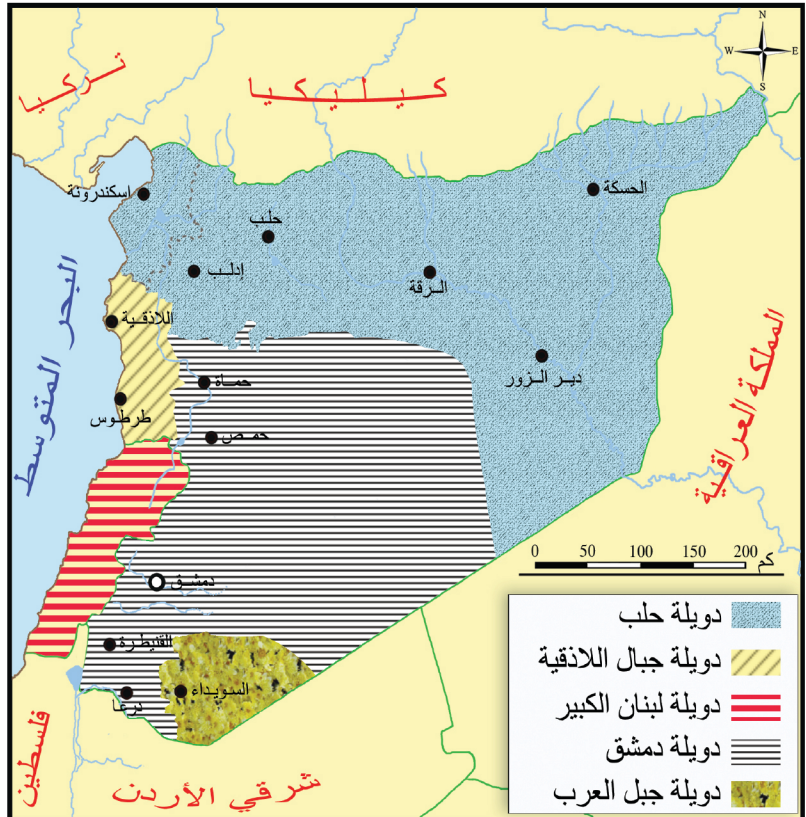 N
W
E
S
تركيا
كيليكيا
اسكندرونة
الحسكة
حلب
إدلب
الرقة
البحر المتوسط
اللاذقية
دير الزور
المملكة العراقية
حماة
طرطوس
حمص
0 50 100 150 200 كم
دمشق
القنيطرة
السويداء
درعا
فلسطين
شرقي الأردن
دويلة حلب
دويلة جبال اللاذقية
دويلة لبنان الكبير
دويلة دمشق
دويلة جبل العرب